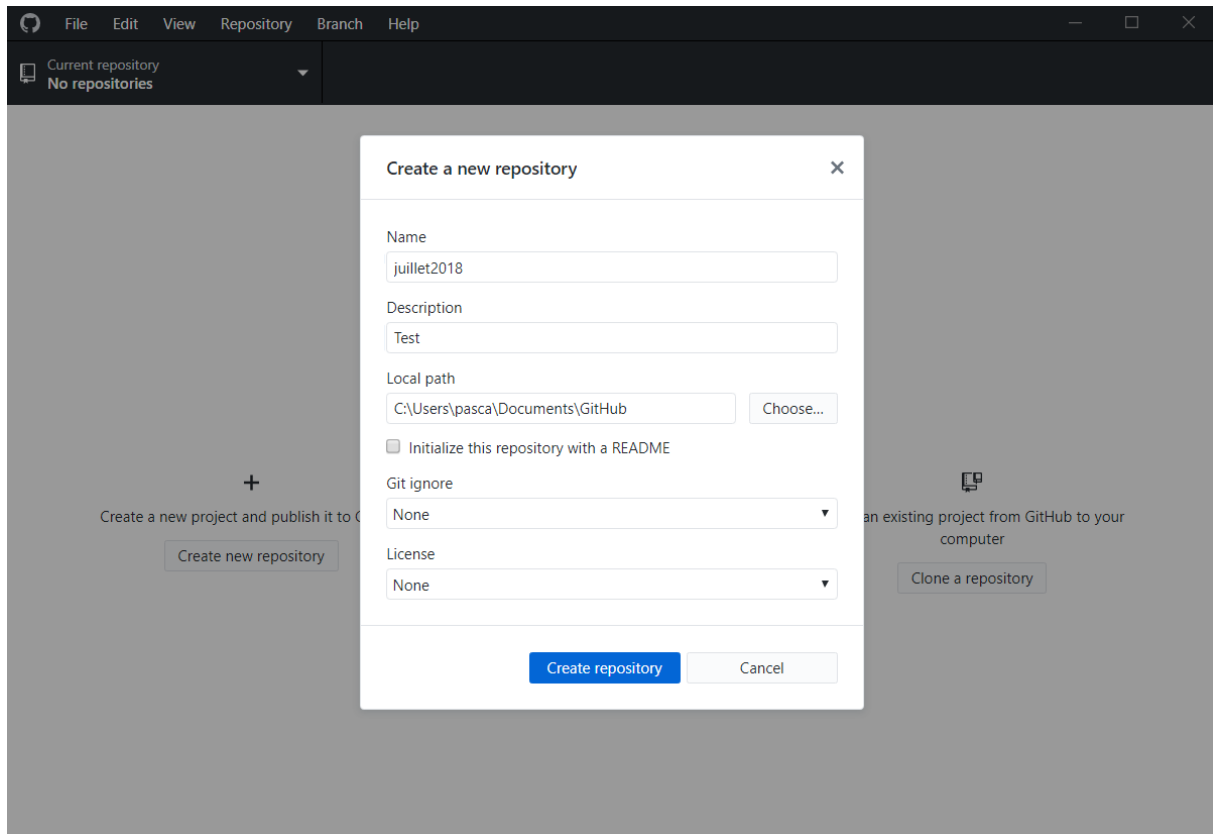 File Edit View Repository Branch Help
Current repository
No repositories
Create a new repository
Name
juillet2018
Description
Test
Local path
C:\Users\pasca\Documents\GitHub Choose...
Initialize this repository with a README
Git ignore
None
License
None
Create repository Cancel
Create a new project and publish it to
Create new repository
an existing project from GitHub to your
computer
Clone a repository